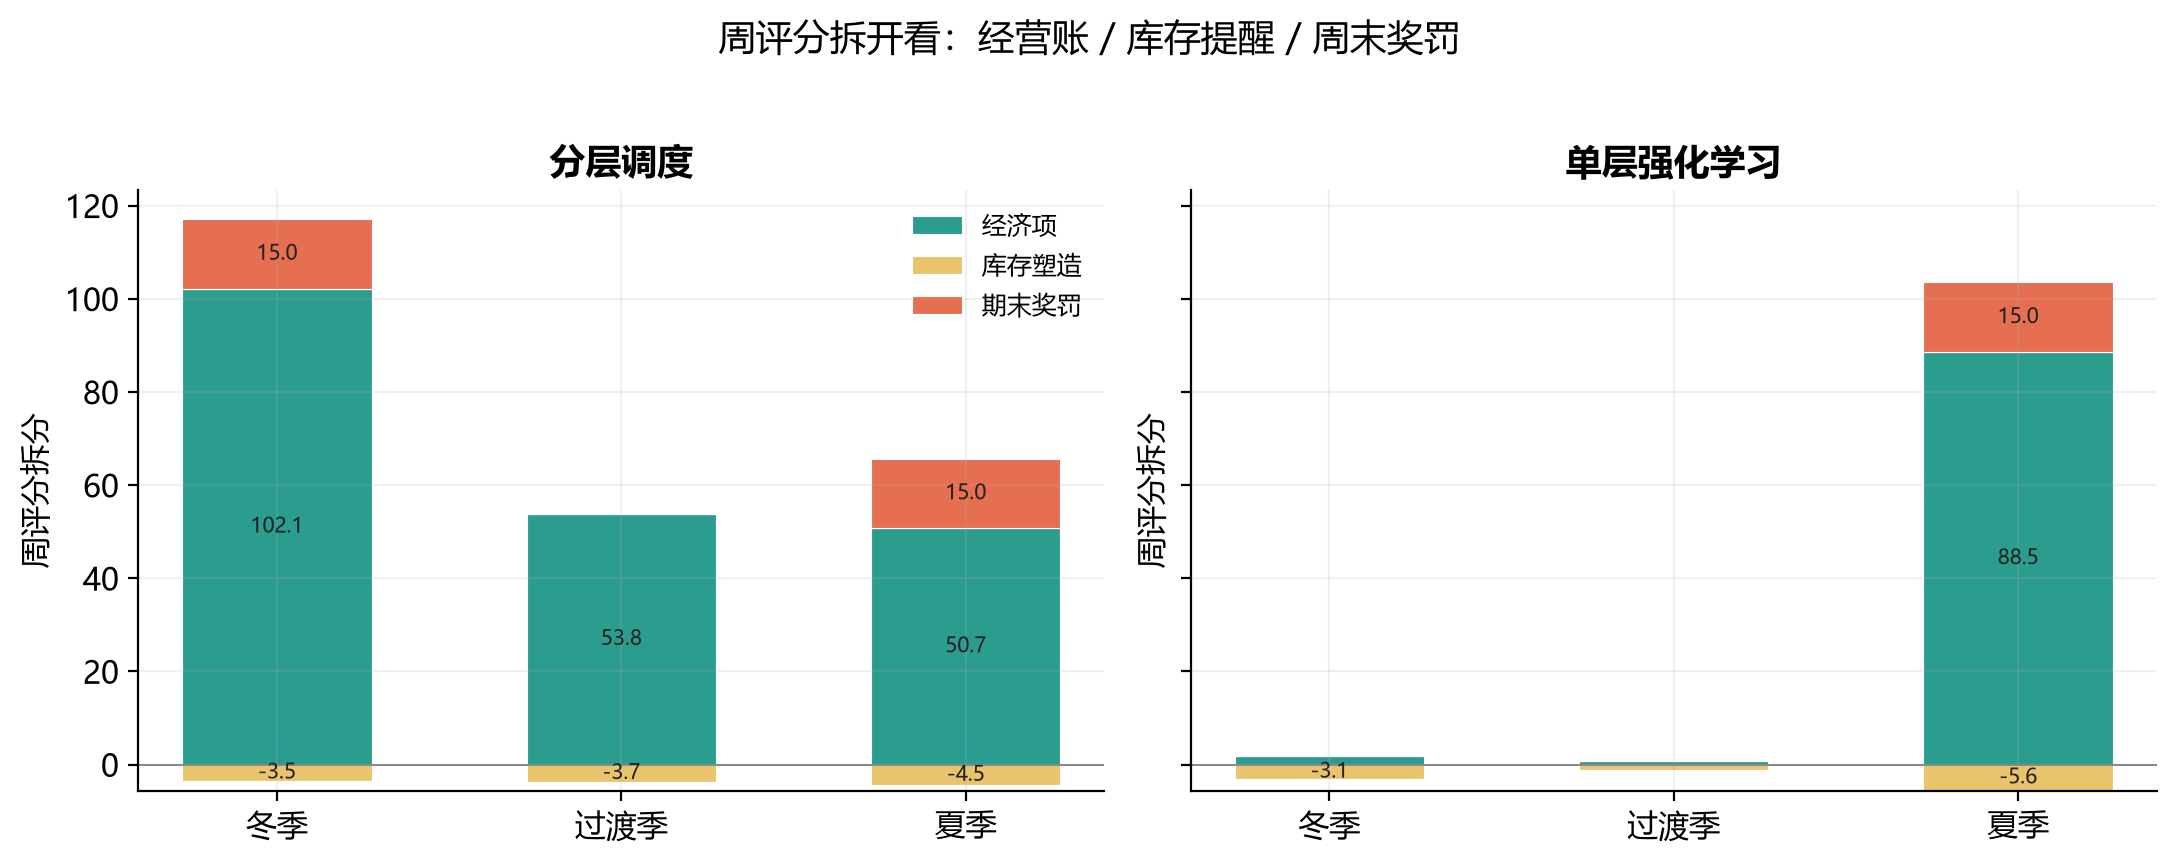 周评分拆开看：经营账 / 库存提醒 / 周末奖罚
分层调度
周评分拆分
120
100
80
60
40
20
0
15.0
102.1
-3.5
53.8
-3.7
15.0
50.7
-4.5
经济项
库存塑造
期末奖罚
冬季
过渡季
夏季
单层强化学习
周评分拆分
-3.1
15.0
88.5
-5.6
冬季
过渡季
夏季